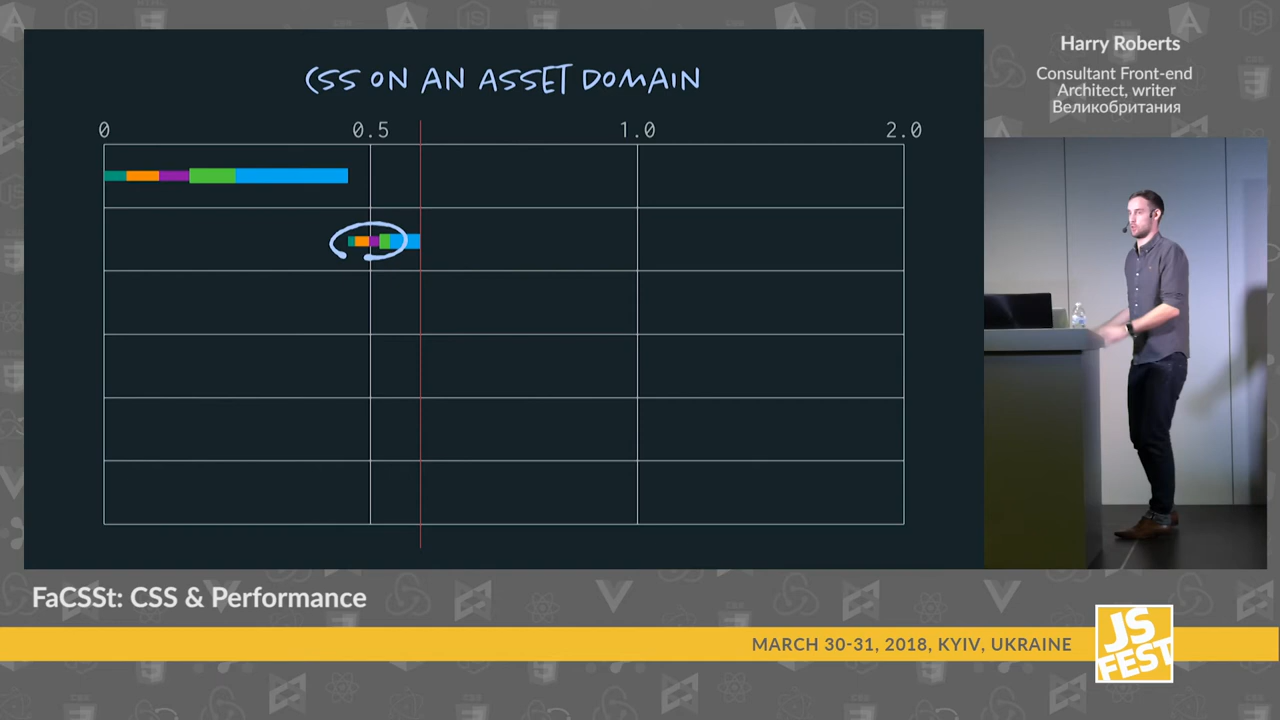 Harry Roberts
Consultant Front-end
Architect, writer
Великобритания
CSS ON AN ASSET DOMAIN
0 0.5 1.0 2.0
FaCSSt: CSS & Performance
MARCH 30-31, 2018, KYIV, UKRAINE
JS
FEST